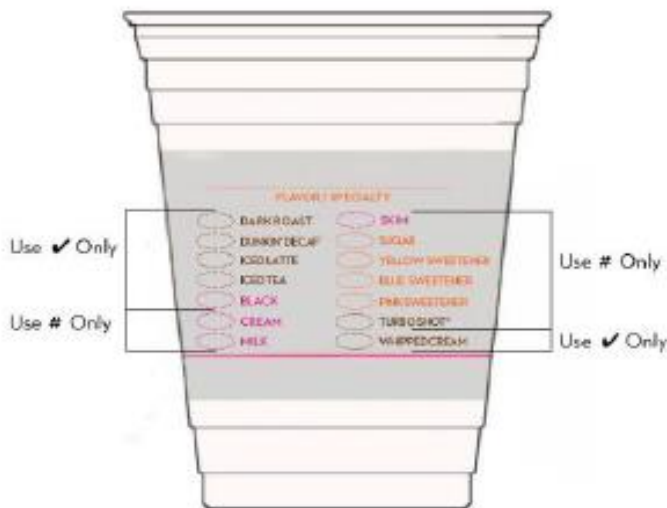 FLAVOR / SPECIALTY
DARK ROAST
DUNKIN' DECAF®
ICED LATTE
ICED TEA
BLACK
CREAM
MILK
SKIM
SUGAR
YELLOW SWEETENER
BLUE SWEETENER
PINK SWEETENER
TURBO SHOT®
WHIPPED CREAM
Use ✔ Only
Use # Only
Use # Only
Use ✔ Only